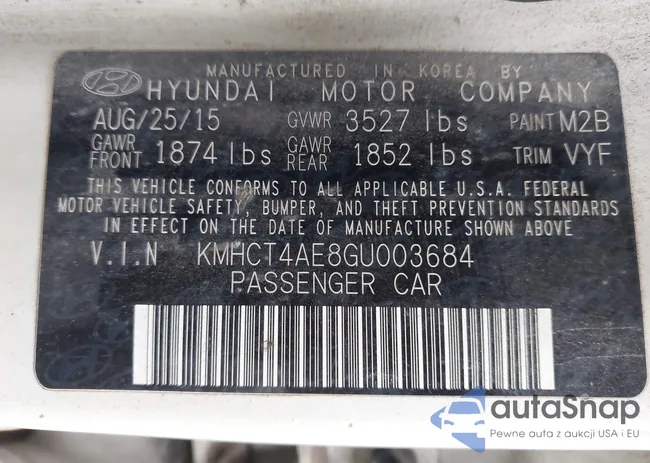 MANUFACTURED IN KOREA BY
HYUNDAI MOTOR COMPANY
AUG/25/15 GVWR 3527 lbs PAINT M2B
GAWR FRONT 1874 lbs GAWR REAR 1852 lbs TRIM VYF
THIS VEHICLE CONFORMS TO ALL APPLICABLE U.S.A. FEDERAL
MOTOR VEHICLE SAFETY, BUMPER, AND THEFT PREVENTION STANDARDS
IN EFFECT ON THE DATE OF MANUFACTURE SHOWN ABOVE.
V.I.N KMHCT4AE8GU003684
PASSENGER CAR
autaSnap
Pewne auta z aukcji USA i EU